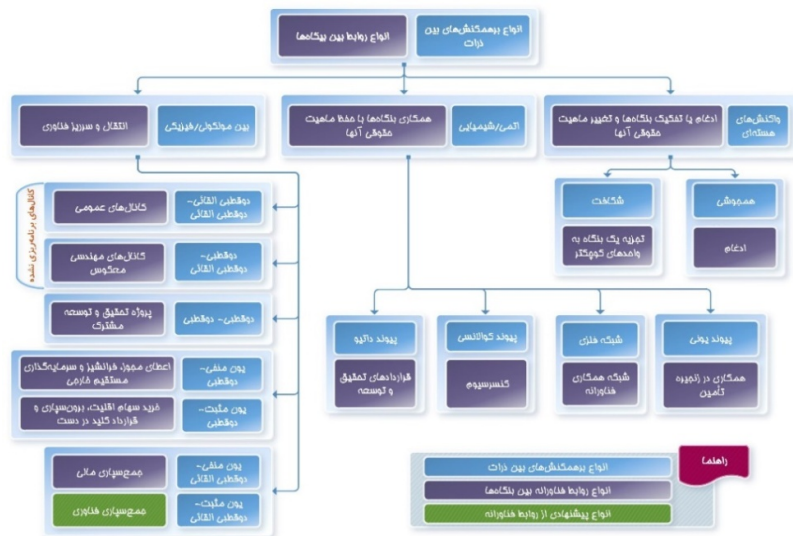 انواع برهمکنش‌های بین
ذرات
انواع روابط بین بنگاه‌ها
واکنش‌های
هسته‌ای
ادغام یا تفکیک بنگاه‌ها و تغییر ماهیت
حقوقی آنها
اتمی/شیمیایی
همکاری بنگاه‌ها با حفظ ماهیت
حقوقی آنها
بین مولکولی/فیزیکی
انتقال و سرریز فناوری
همجوشی
ادغام
شکافت
تجزیه یک بنگاه به
واحدهای کوچکتر
پیوند یونی
همکاری در زنجیره
تأمین
شبکه فلزی
شبکه همکاری
فناورانه
پیوند کووالانسی
کنسرسیوم
پیوند داتیو
قراردادهای تحقیق
و توسعه
کانال‌های برنامه‌ریزی نشده
دوقطبی القائی-
دوقطبی القائی
کانال‌های عمومی
دوقطبی-
دوقطبی القائی
کانال‌های مهندسی
معکوس
دوقطبی- دوقطبی
پروژه تحقیق و توسعه
مشترک
یون منفی-
دوقطبی
اعطای مجوز، فرانشیز و سرمایه‌گذاری
مستقیم خارجی
یون مثبت-
دوقطبی
خرید سهام اقلیت، برون‌سپاری و
قرارداد کلید در دست
یون منفی-
دوقطبی القائی
جمع‌سپاری مالی
یون مثبت-
دوقطبی القائی
جمع‌سپاری فناوری
راهنما
انواع برهمکنش‌های بین ذرات
انواع روابط فناورانه بین بنگاه‌ها
انواع پیشنهادی از روابط فناورانه